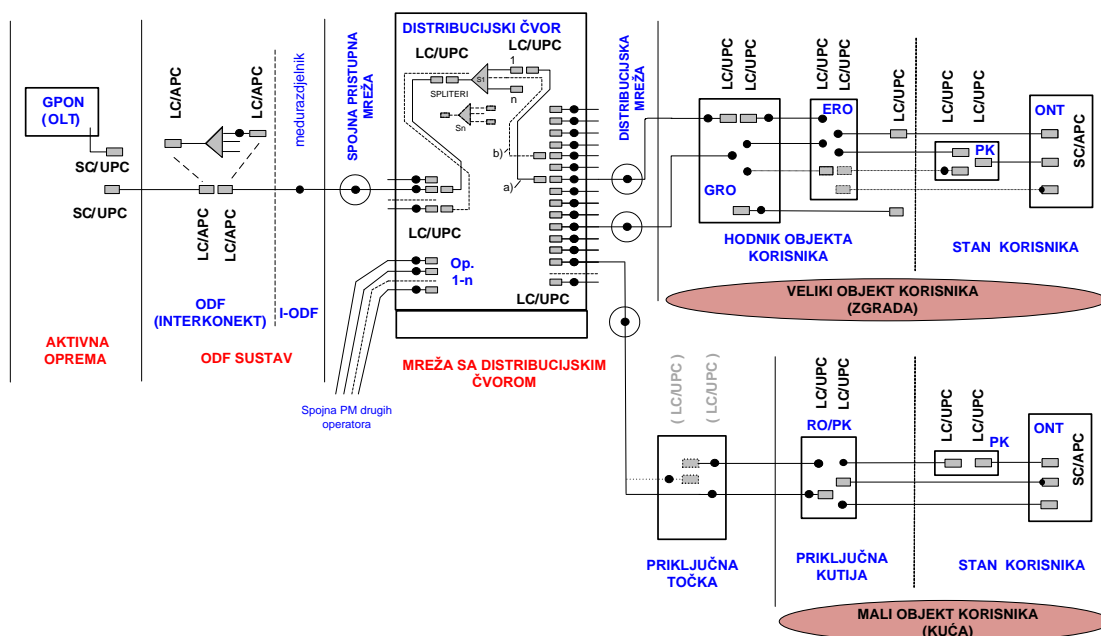 DISTRIBUCIJSKI ČVOR
LC/UPC
LC/UPC
1
S1
SPLITERI
n
Sn
b)
a)
LC/UPC
Op.
1-n
LC/UPC
GPON
(OLT)
SC/UPC
SC/UPC
AKTIVNA
OPREMA
LC/APC
LC/APC
LC/APC
LC/APC
ODF
(INTERKONEKT)
I-ODF
ODF SUSTAV
međurazdjelnik
SPOJNA PRISTUPNA
MREŽA
Spojna PM drugih
operatora
MREŽA SA DISTRIBUCIJSKIM
ČVOROM
DISTRIBUCIJSKA
MREŽA
LC/UPC
LC/UPC
LC/UPC
LC/UPC
LC/UPC
LC/UPC
LC/UPC
GRO
ERO
PK
ONT
SC/APC
HODNIK OBJEKTA
KORISNIKA
STAN KORISNIKA
VELIKI OBJEKT KORISNIKA
(ZGRADA)
( LC/UPC )
( LC/UPC )
LC/UPC
LC/UPC
RO/PK
LC/UPC
LC/UPC
PK
ONT
SC/APC
PRIKLJUČNA
TOČKA
PRIKLJUČNA
KUTIJA
STAN KORISNIKA
MALI OBJEKT KORISNIKA
(KUĆA)